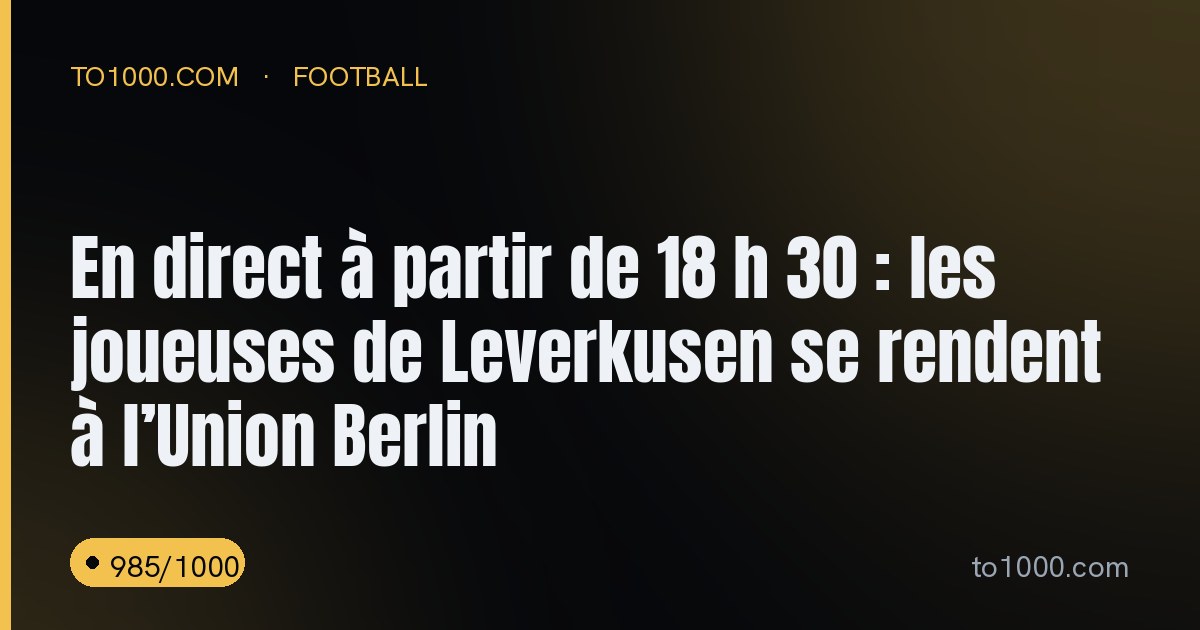 TO1000.COM · FOOTBALL
En direct à partir de 18 h 30 : les
joueuses de Leverkusen se rendent
à l’Union Berlin
985/1000
to1000.com